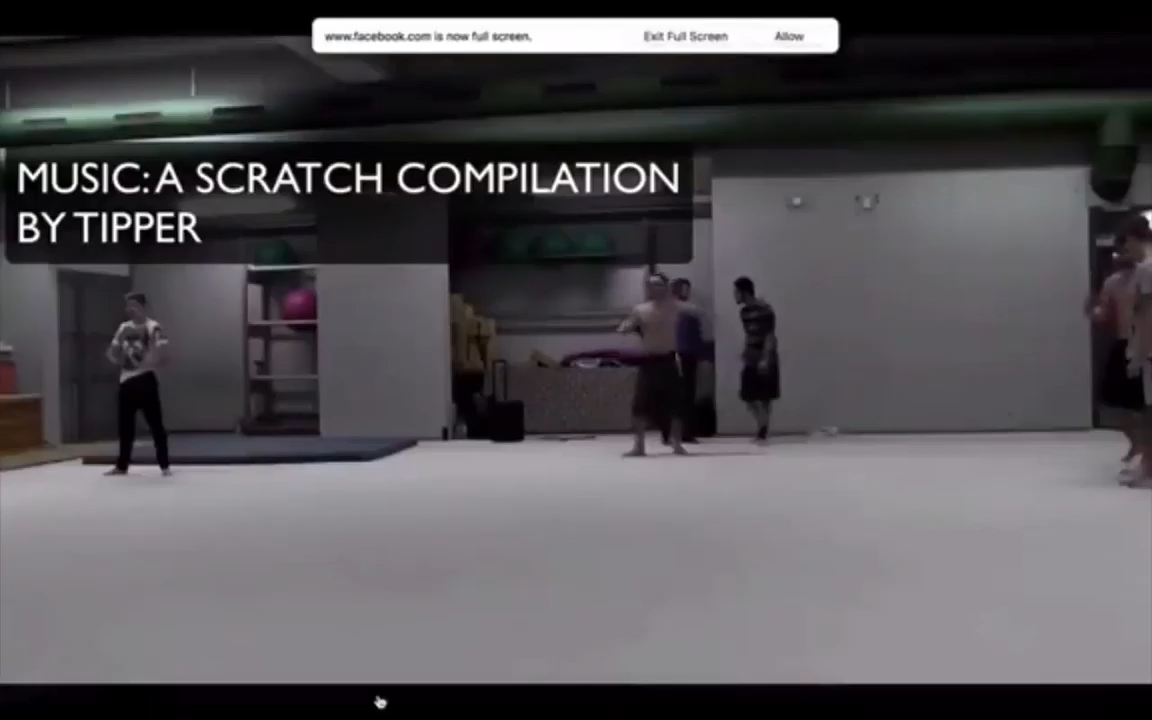 www.facebook.com is now full screen. Exit Full Screen Allow
MUSIC: A SCRATCH COMPILATION
BY TIPPER